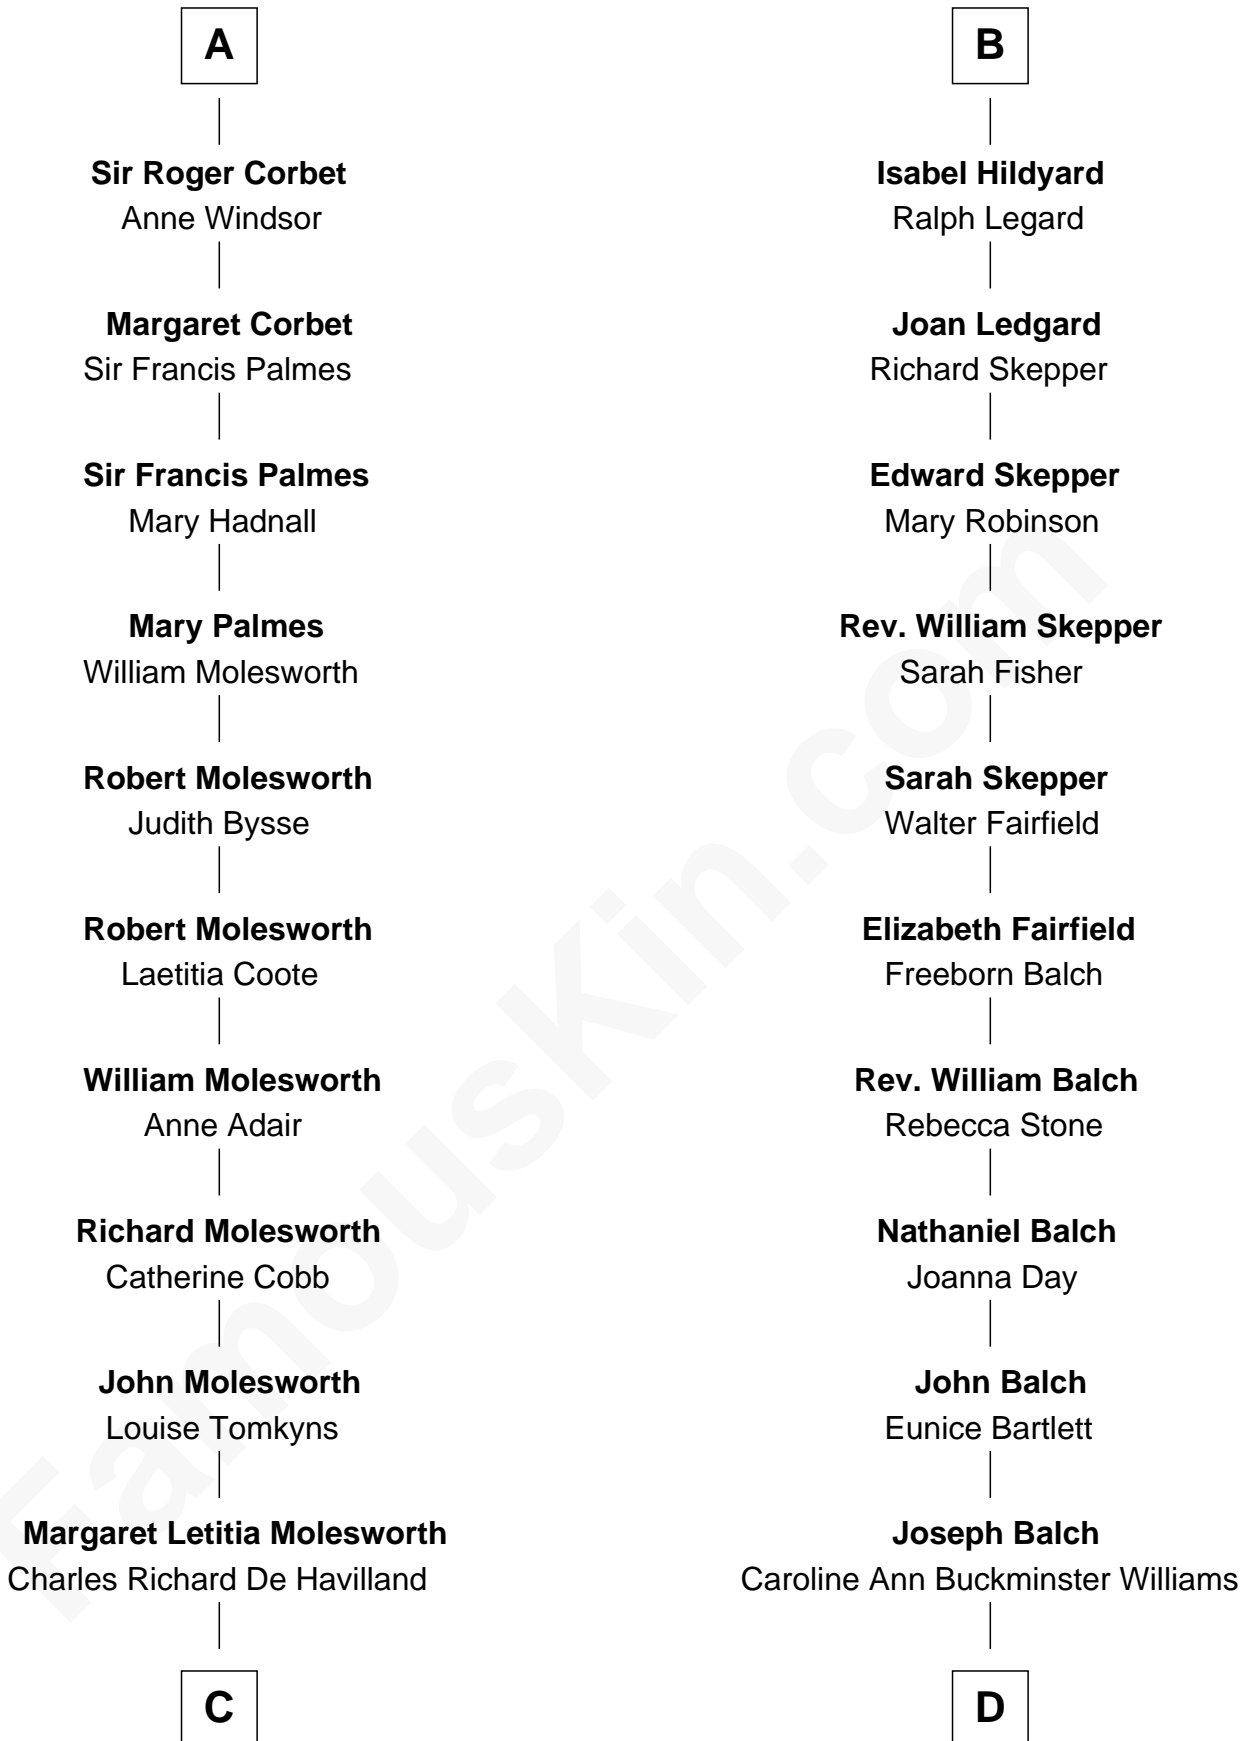 A
Sir Roger Corbet
Anne Windsor
Margaret Corbet
Sir Francis Palmes
Sir Francis Palmes
Mary Hadnall
Mary Palmes
William Molesworth
Robert Molesworth
Judith Bysse
Robert Molesworth
Laetitia Coote
William Molesworth
Anne Adair
Richard Molesworth
Catherine Cobb
John Molesworth
Louise Tomkyns
Margaret Letitia Molesworth
Charles Richard De Havilland
C
B
Isabel Hildyard
Ralph Legard
Joan Ledgard
Richard Skepper
Edward Skepper
Mary Robinson
Rev. William Skepper
Sarah Fisher
Sarah Skepper
Walter Fairfield
Elizabeth Fairfield
Freeborn Balch
Rev. William Balch
Rebecca Stone
Nathaniel Balch
Joanna Day
John Balch
Eunice Bartlett
Joseph Balch
Caroline Ann Buckminster Williams
D
FamousKin.com